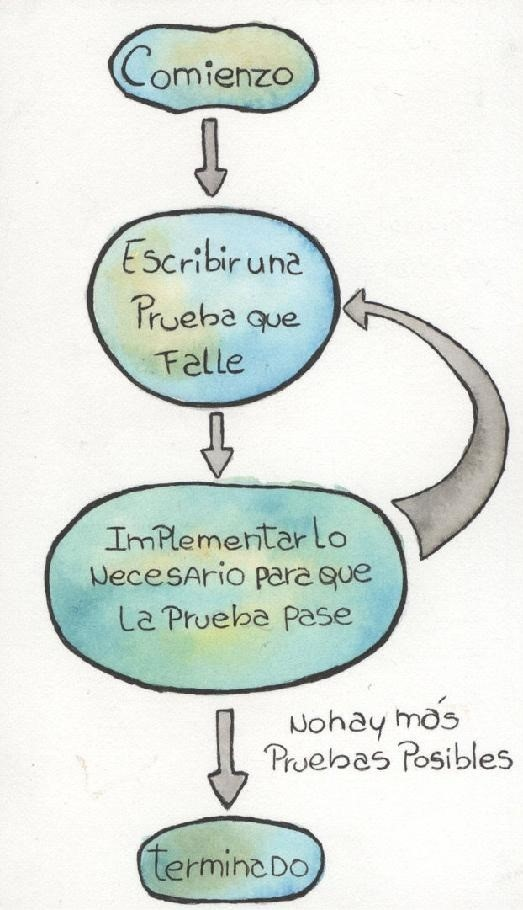 Comienzo
Escribir una
Prueba que
Falle
Implementar lo
Necesario para que
La Prueba pase
No hay más
Pruebas Posibles
terminado